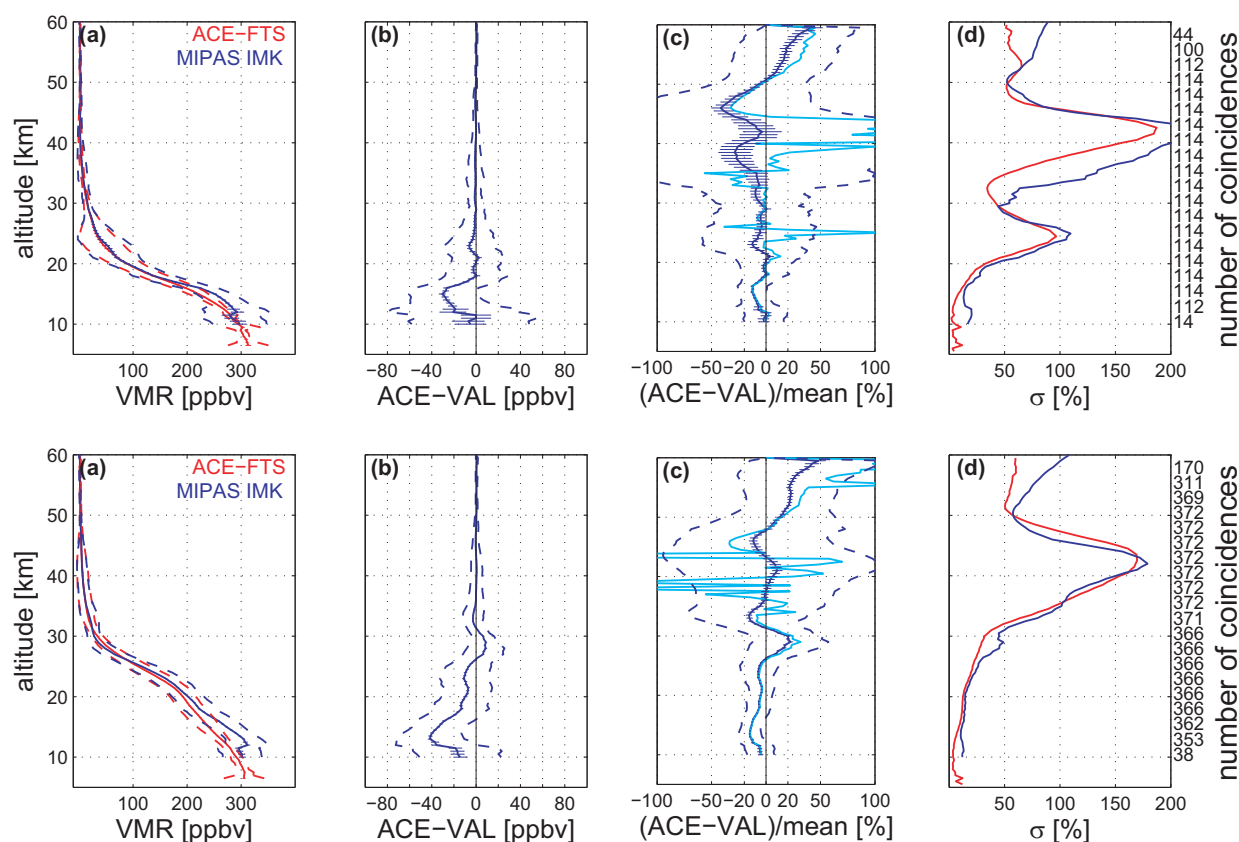 (a)
ACE−FTS
MIPAS IMK
60
50
40
30
20
10
altitude [km]
100 200 300
VMR [ppbv]
(b)
−80 −40 0 40 80
ACE−VAL [ppbv]
(c)
−100 −50 −20 0 20 50 100
(ACE−VAL)/mean [%]
(d)
50 100 150 200
σ [%]
44
100
112
114
114
114
114
114
114
114
114
114
114
114
114
112
14
number of coincidences
(a)
ACE−FTS
MIPAS IMK
60
50
40
30
20
10
altitude [km]
100 200 300
VMR [ppbv]
(b)
−80 −40 0 40 80
ACE−VAL [ppbv]
(c)
−100 −50 −20 0 20 50 100
(ACE−VAL)/mean [%]
(d)
50 100 150 200
σ [%]
170
311
369
372
372
372
372
372
372
371
366
366
366
366
366
362
353
38
number of coincidences